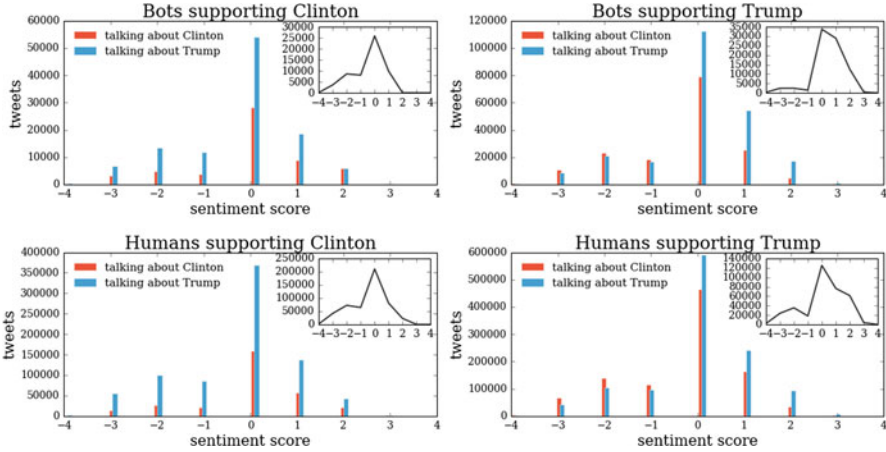 Bots supporting Clinton
60000
50000
40000
30000
20000
10000
0
tweets
talking about Clinton
talking about Trump
30000
25000
20000
15000
10000
5000
0
−4 −3 −2 −1 0 1 2 3 4
−4 −3 −2 −1 0 1 2 3 4
sentiment score
Bots supporting Trump
120000
100000
80000
60000
40000
20000
0
tweets
talking about Clinton
talking about Trump
35000
30000
25000
20000
15000
10000
5000
0
−4 −3 −2 −1 0 1 2 3 4
−4 −3 −2 −1 0 1 2 3 4
sentiment score
Humans supporting Clinton
400000
350000
300000
250000
200000
150000
100000
50000
0
tweets
talking about Clinton
talking about Trump
250000
200000
150000
100000
50000
0
−4 −3 −2 −1 0 1 2 3 4
−4 −3 −2 −1 0 1 2 3 4
sentiment score
Humans supporting Trump
600000
500000
400000
300000
200000
100000
0
tweets
talking about Clinton
talking about Trump
140000
120000
100000
80000
60000
40000
20000
0
−4 −3 −2 −1 0 1 2 3 4
−4 −3 −2 −1 0 1 2 3 4
sentiment score